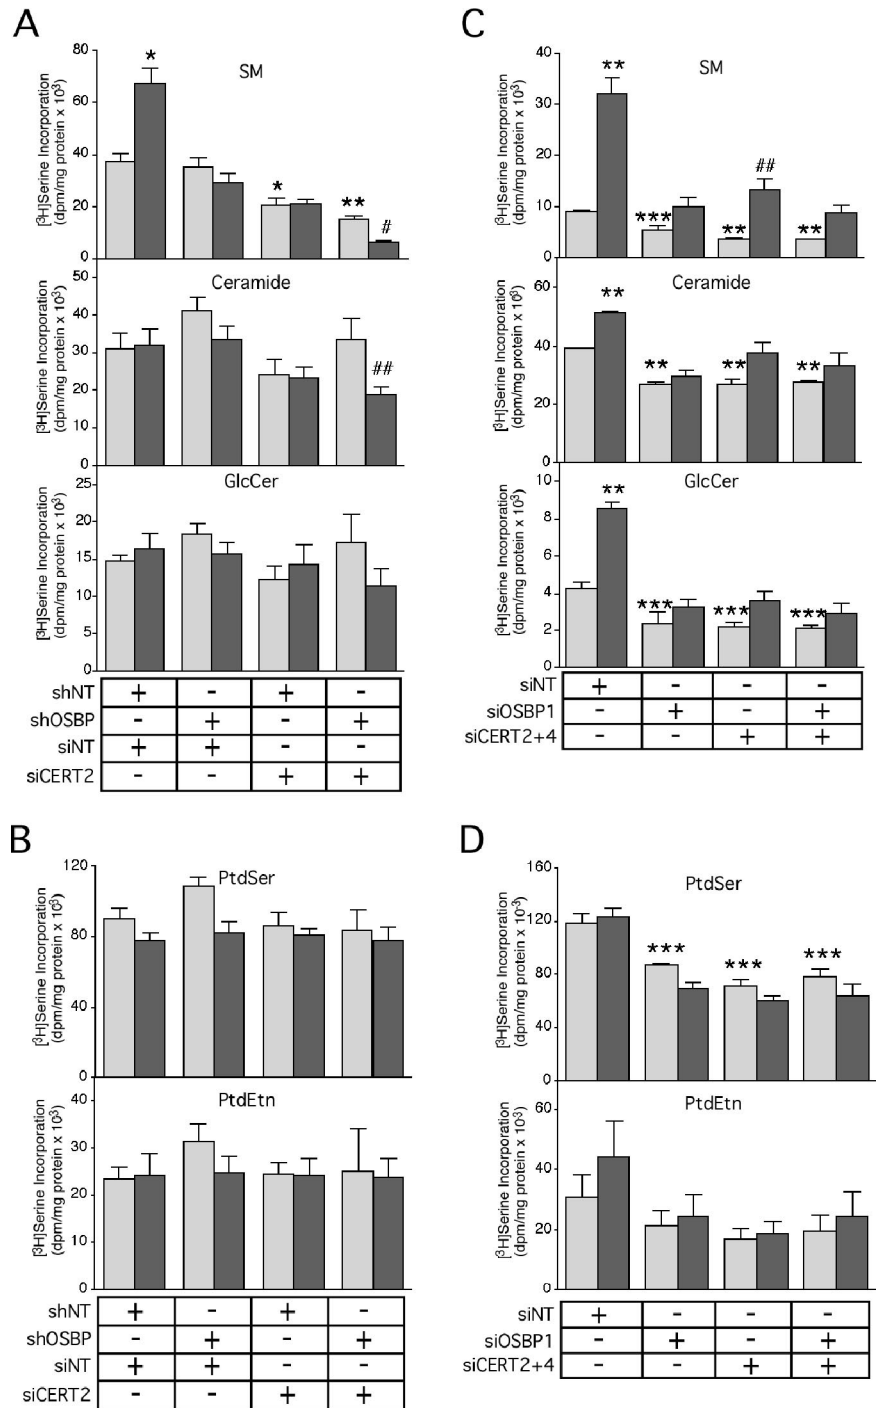 A
[³H]Serine Incorporation
(dpm/mg protein x 10³)
80
60
40
20
0
SM
*
*
**
#
[³H]Serine Incorporation
(dpm/mg protein x 10³)
50
40
30
20
10
0
Ceramide
##
[³H]Serine Incorporation
(dpm/mg protein x 10³)
25
20
15
10
5
0
GlcCer
shNT + - + -
shOSBP - + - +
siNT + + - -
siCERT2 - - + +
B
[³H]Serine Incorporation
(dpm/mg protein x 10³)
120
80
40
0
PtdSer
[³H]Serine Incorporation
(dpm/mg protein x 10³)
40
30
20
10
0
PtdEtn
shNT + - + -
shOSBP - + - +
siNT + + - -
siCERT2 - - + +
C
[³H]Serine Incorporation
(dpm/mg protein x 10³)
40
30
20
10
0
SM
**
***
**
##
**
[³H]Serine Incorporation
(dpm/mg protein x 10³)
60
40
20
0
Ceramide
**
**
**
**
[³H]Serine Incorporation
(dpm/mg protein x 10³)
10
8
6
4
2
0
GlcCer
**
***
***
***
siNT + - - -
siOSBP1 - + - +
siCERT2+4 - - + +
D
[³H]Serine Incorporation
(dpm/mg protein x 10⁻³)
160
120
80
40
0
PtdSer
***
***
***
[³H]Serine Incorporation
(dpm/mg protein x 10³)
60
40
20
0
PtdEtn
siNT + - - -
siOSBP1 - + - +
siCERT2+4 - - + +